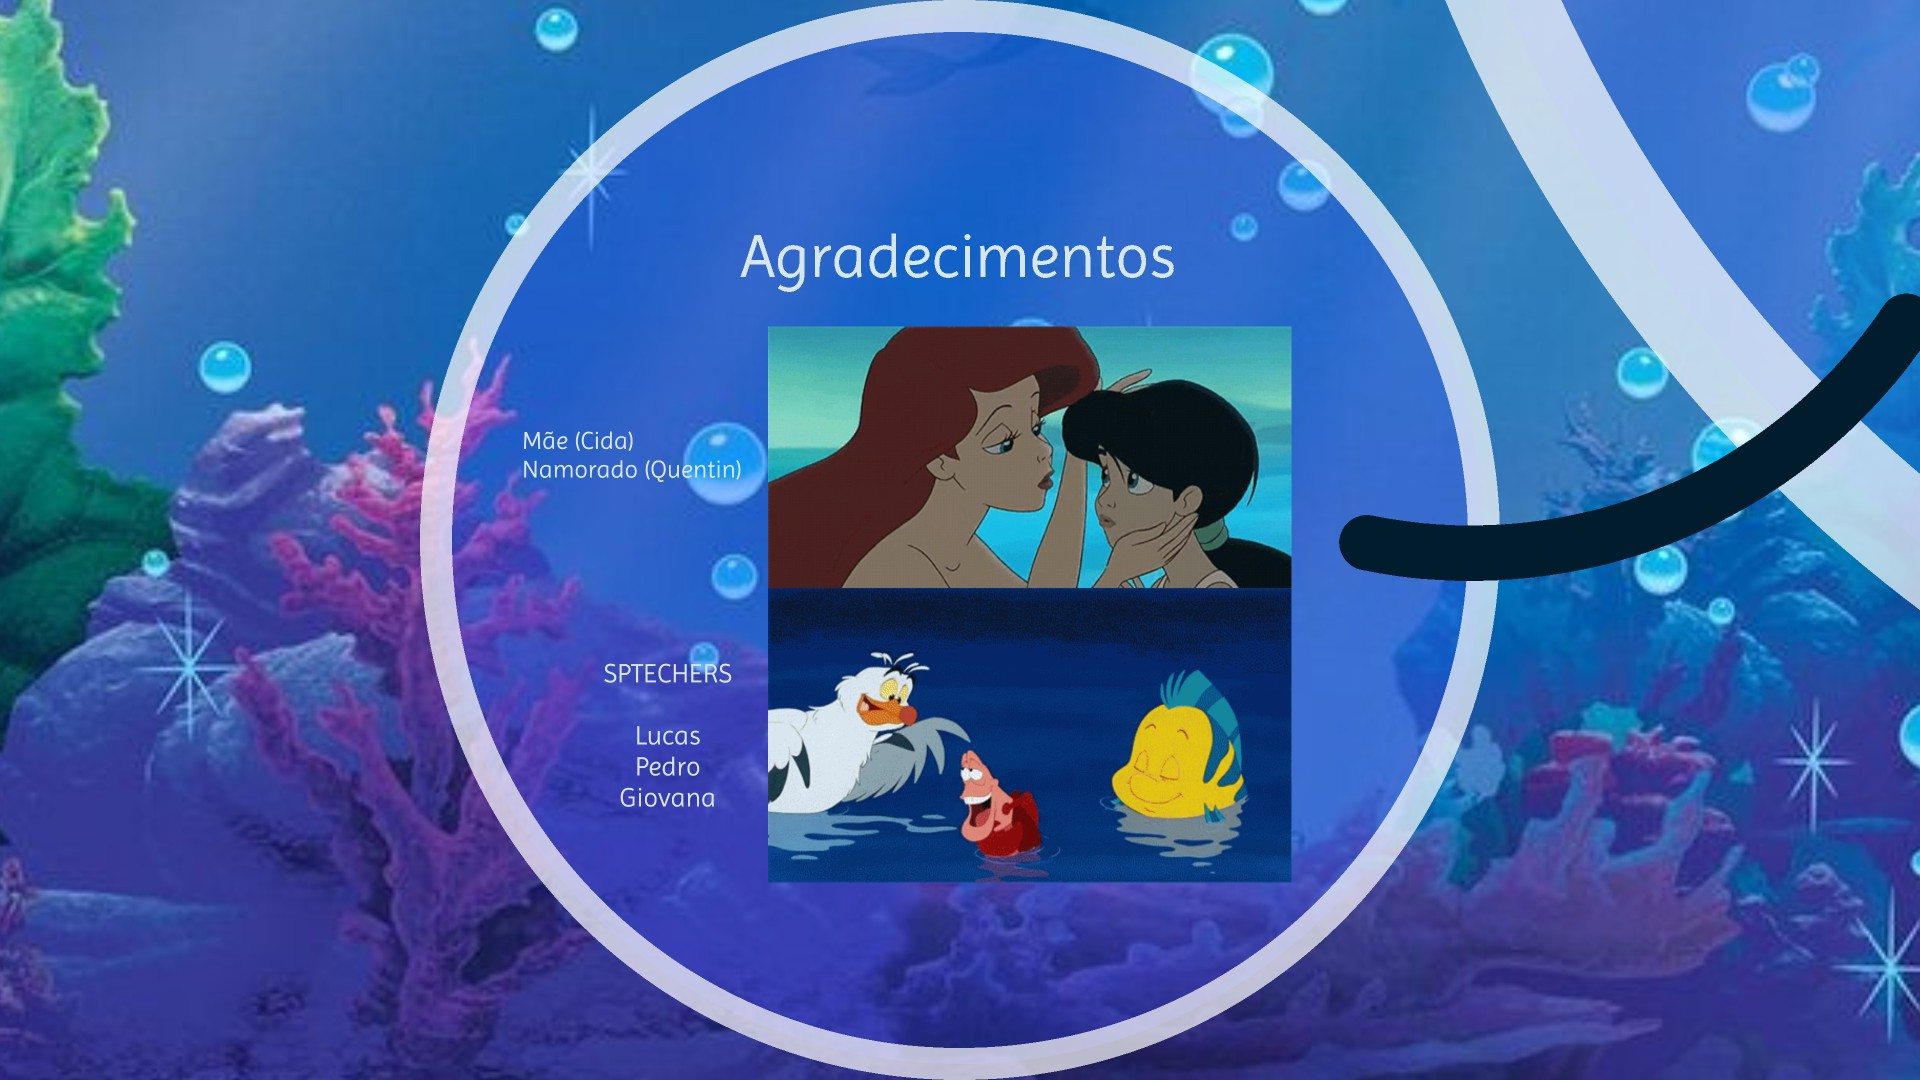 Agradecimentos
Mãe (Cida)
Namorado (Quentin)
SPTECHERS
Lucas
Pedro
Giovana